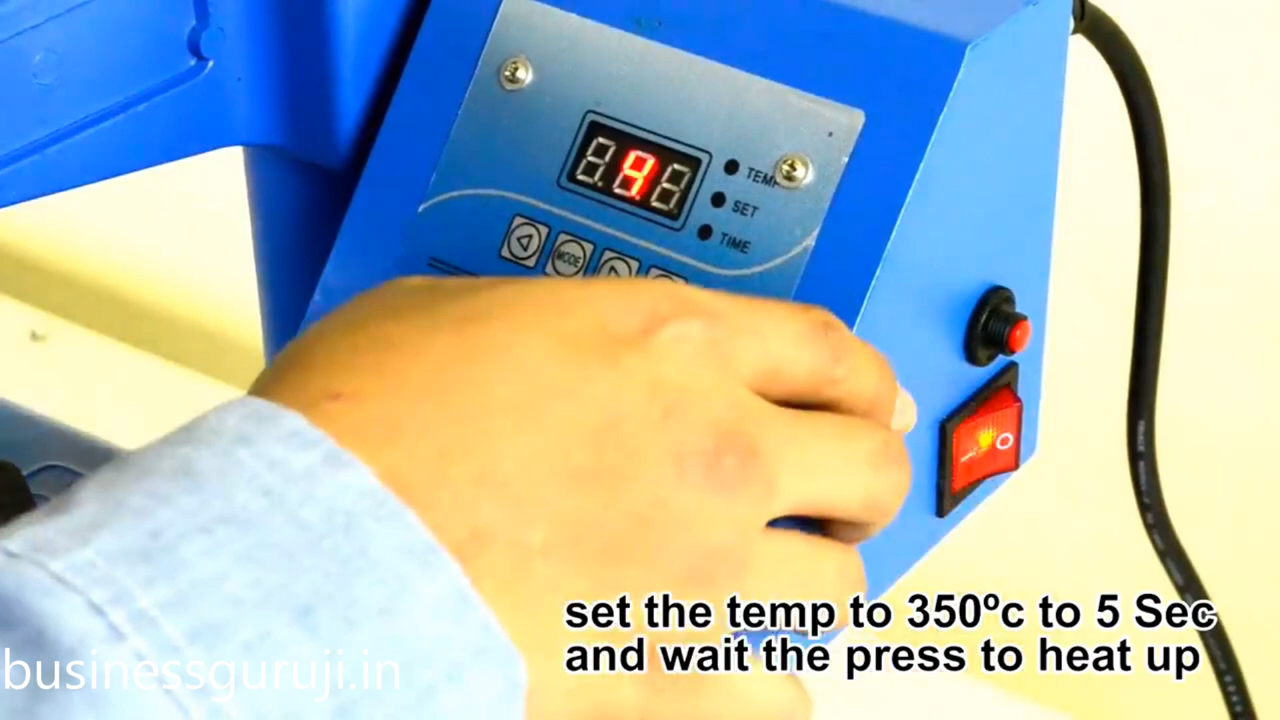 9.
TEMP
SET
TIME
MODE
set the temp to 350ºc to 5 Sec
and wait the press to heat up
businessguruji.in